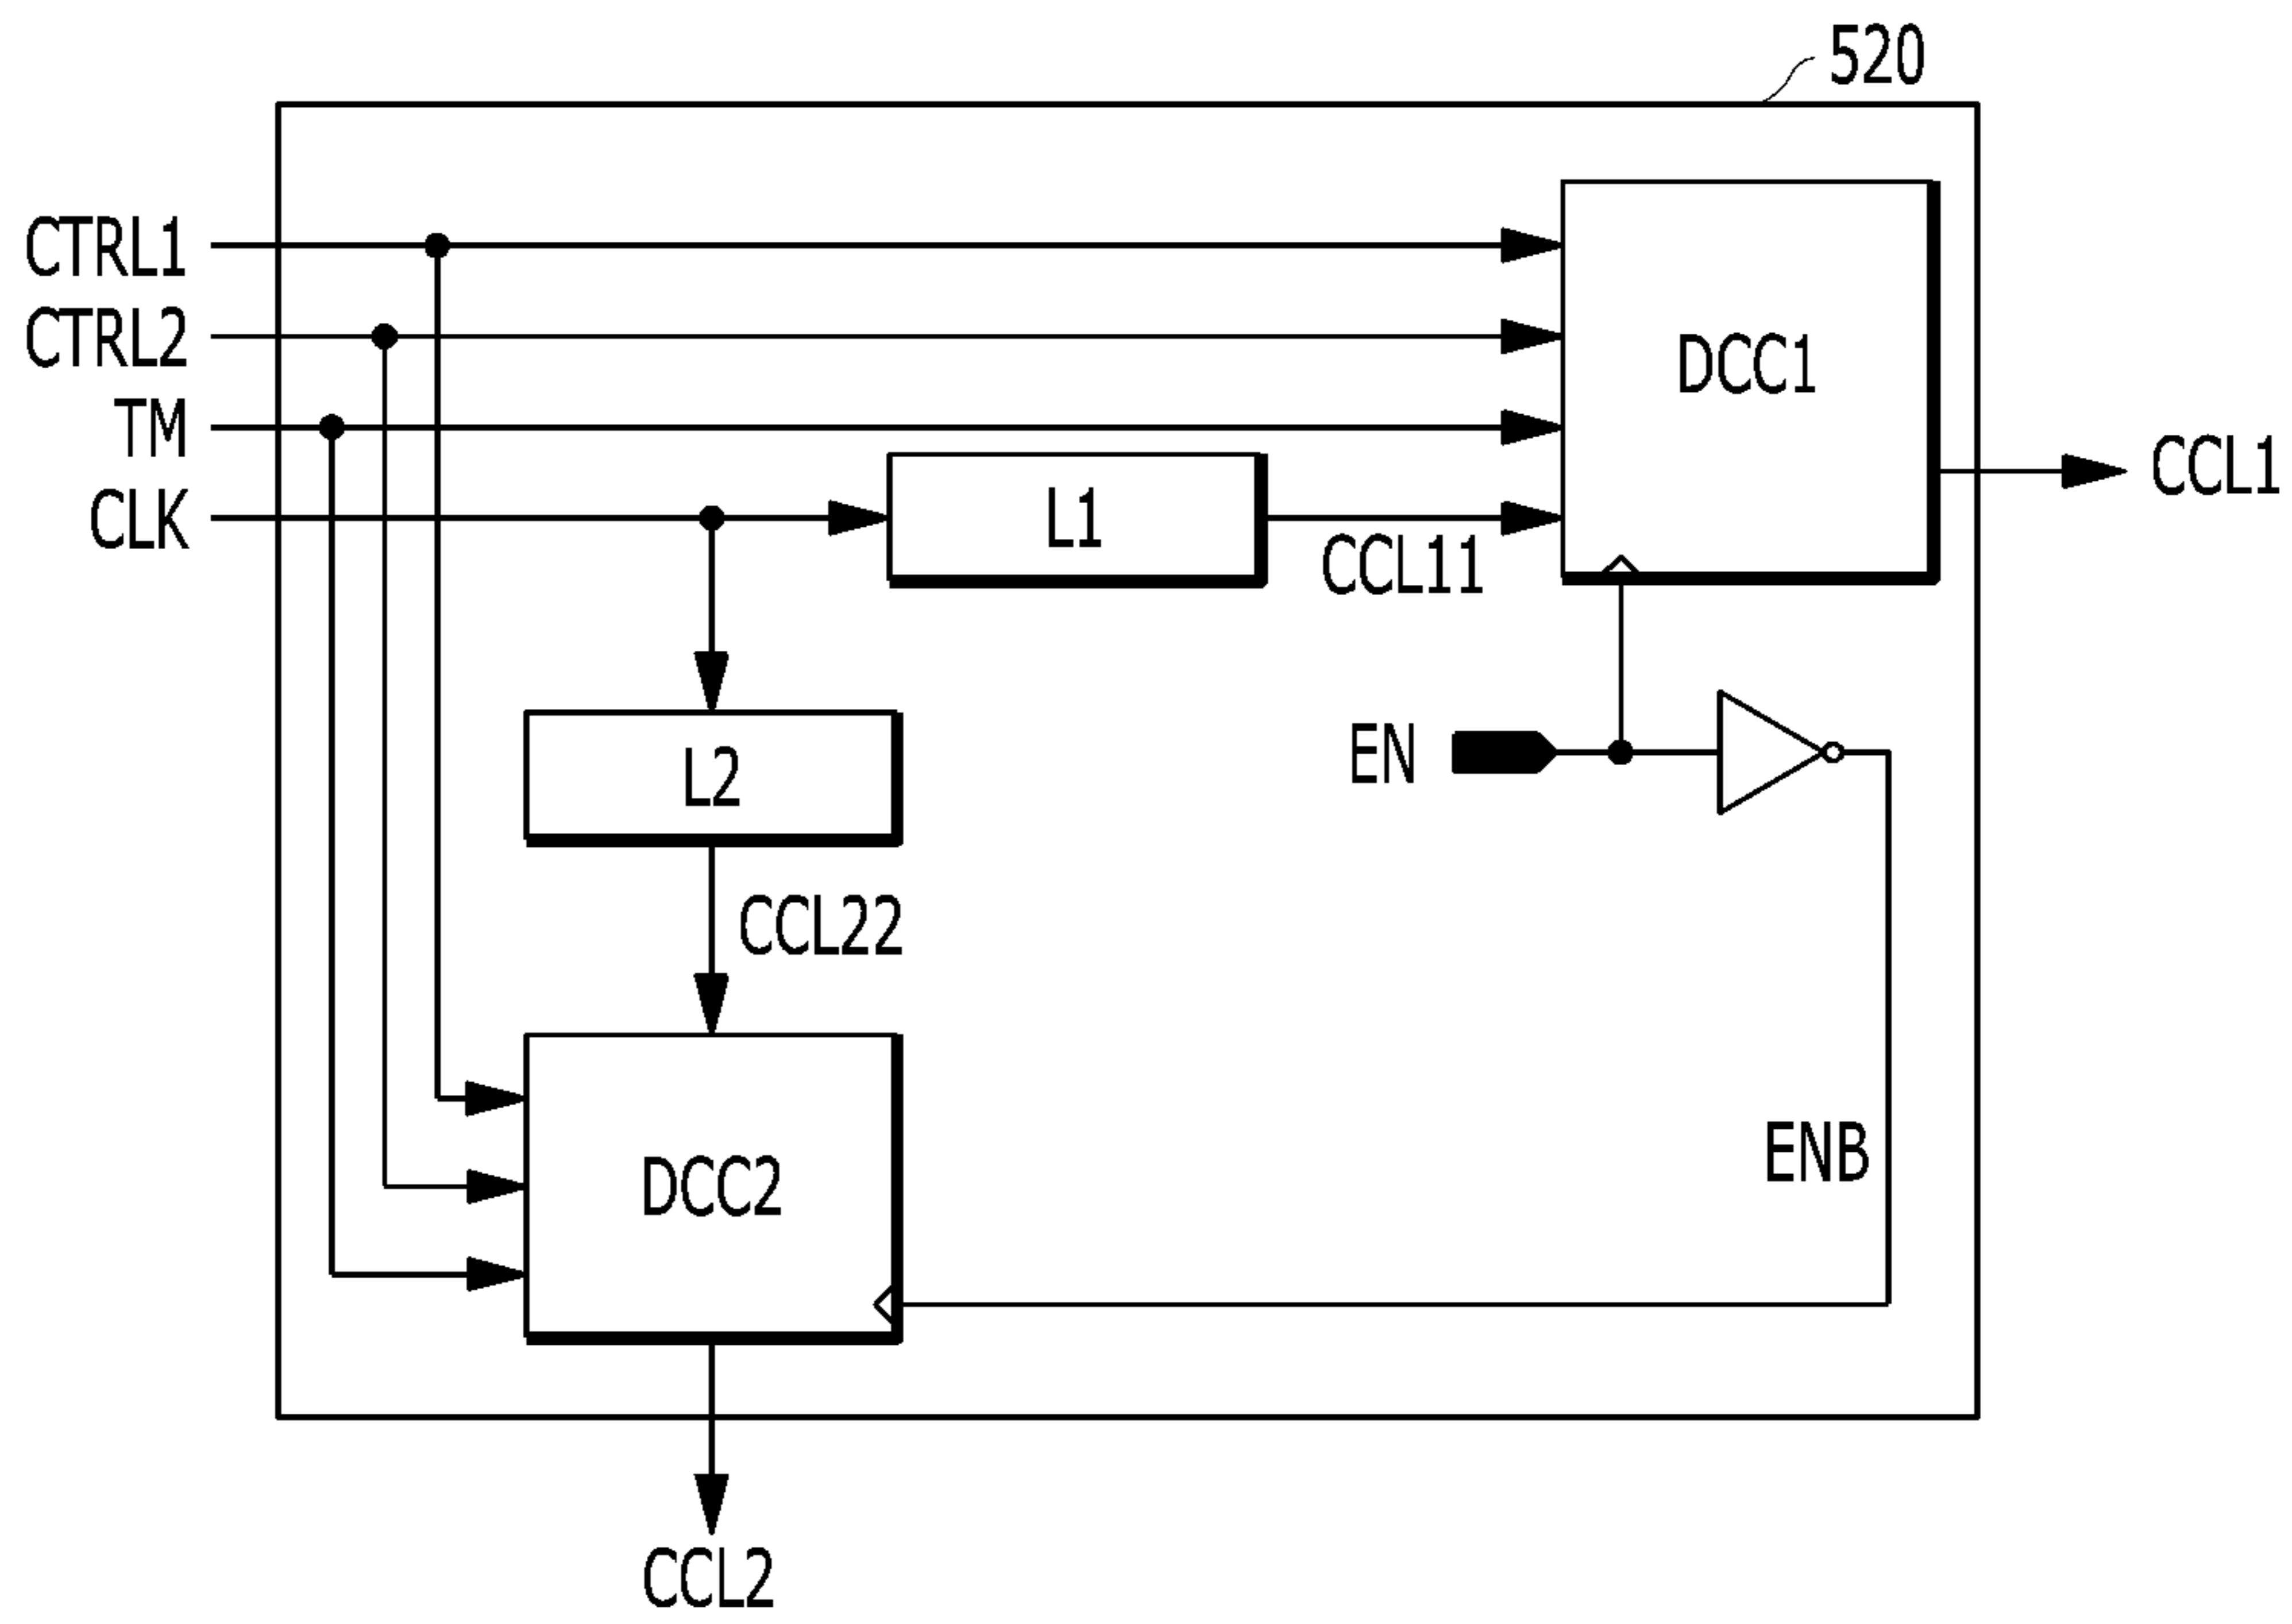 520
CTRL1
CTRL2
TM
CLK
DCC1
CCL1
L1
CCL11
L2
EN
CCL22
ENB
DCC2
CCL2